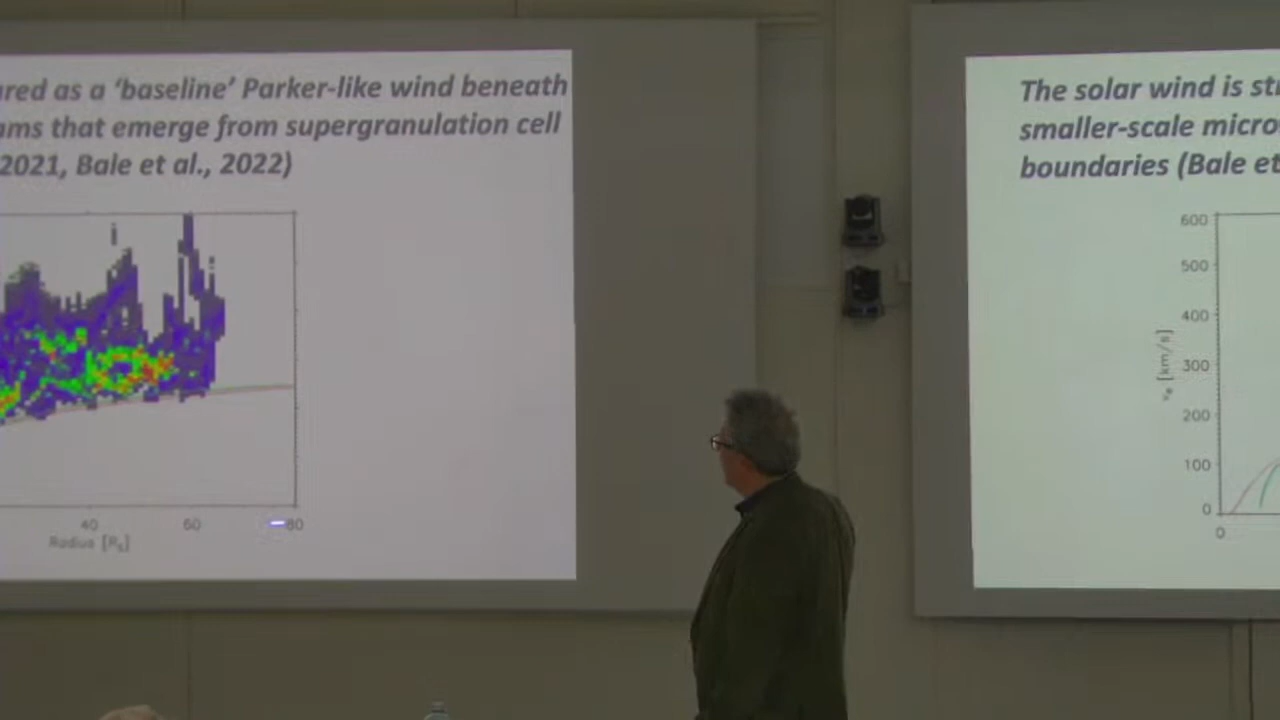 ared as a ‘baseline’ Parker-like wind beneath
ams that emerge from supergranulation cell
2021, Bale et al., 2022)
40 60 80
Radius [Rs]
The solar wind is st
smaller-scale micro
boundaries (Bale et
600
500
400
300
200
100
0
0
[km/s]